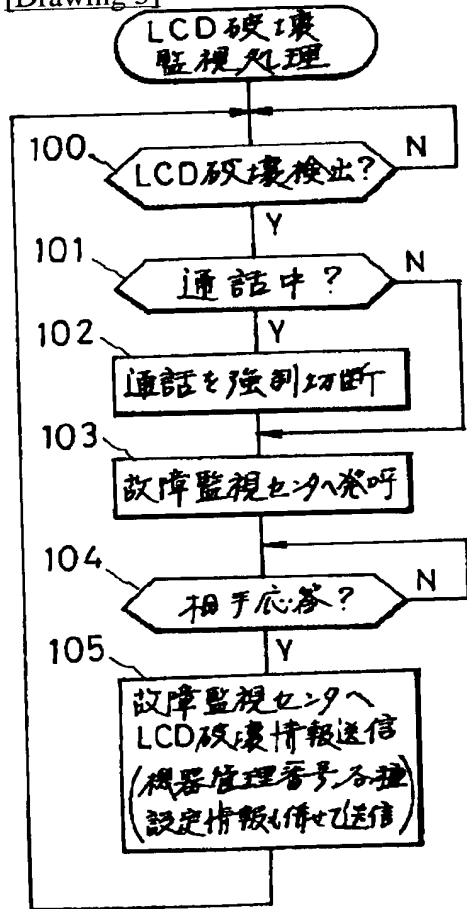 [Drawing 3]
LCD破壊
監視処理
100
LCD破壊検出?
N
Y
101
通話中?
N
Y
102
通話を強制切断
103
故障監視センタへ発呼
104
相手応答?
N
Y
105
故障監視センタへ
LCD破壊情報送信
(機器管理番号、各種
設定情報も併せて送信)